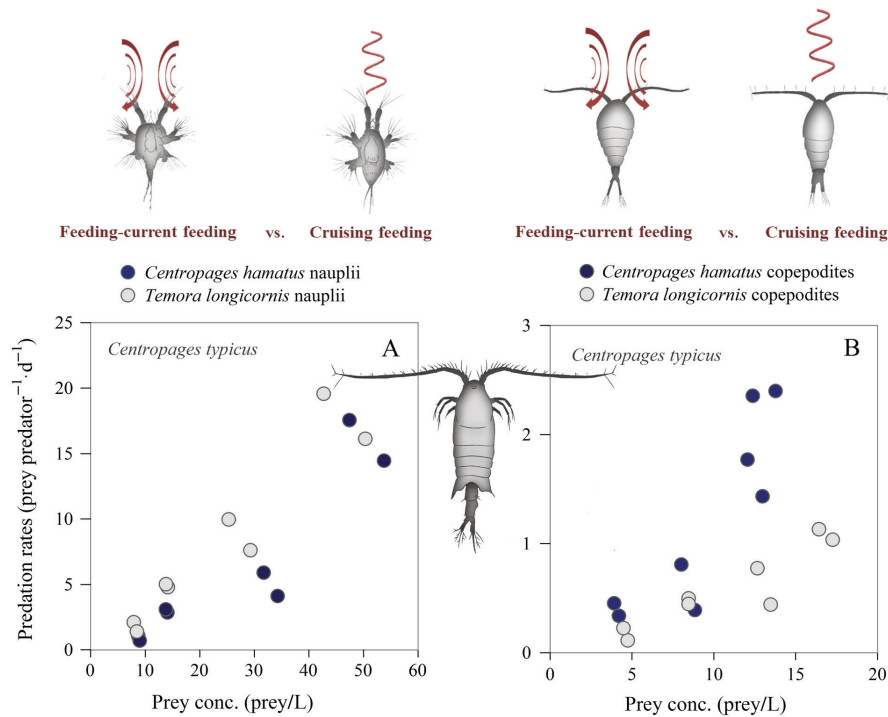 Feeding-current feeding vs. Cruising feeding
Centropages hamatus nauplii
Temora longicornis nauplii
Feeding-current feeding vs. Cruising feeding
Centropages hamatus copepodites
Temora longicornis copepodites
Predation rates (prey predator⁻¹·d⁻¹)
Centropages typicus A
25
20
15
10
5
0
0 10 20 30 40 50 60
Prey conc. (prey/L)
Centropages typicus B
3
2
1
0
0 5 10 15 20
Prey conc. (prey/L)